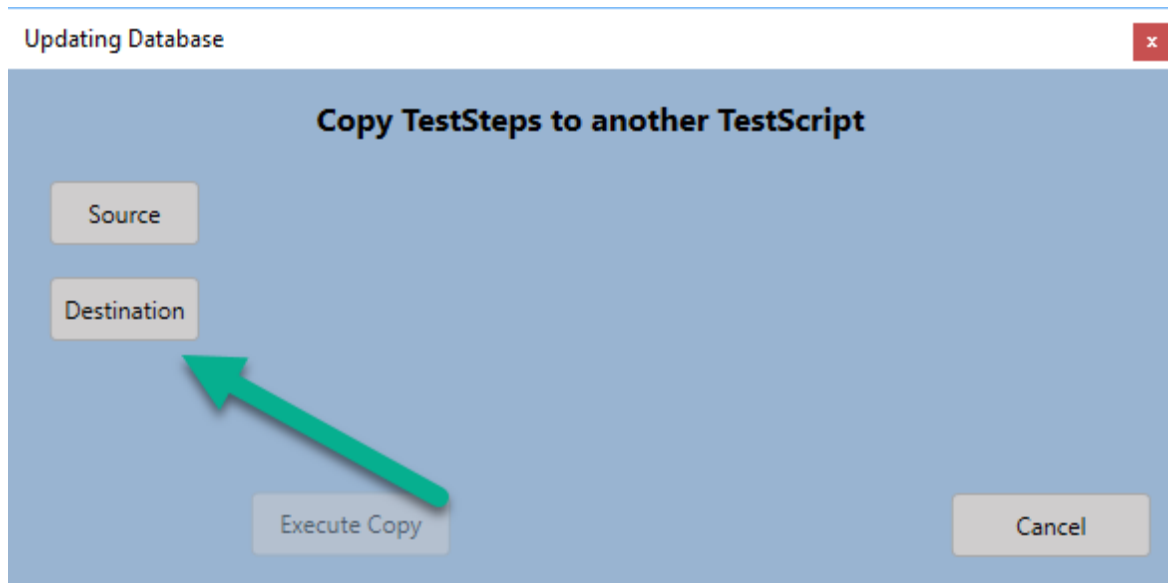 Updating Database
x
Copy TestSteps to another TestScript
Source
Destination
Execute Copy
Cancel